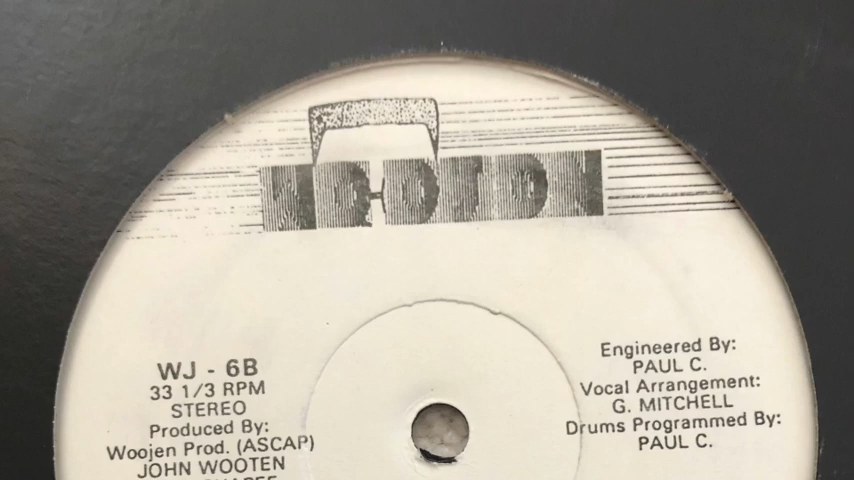 WJ - 6B
33 1/3 RPM
STEREO
Produced By:
Woojen Prod. (ASCAP)
JOHN WOOTEN
Engineered By:
PAUL C.
Vocal Arrangement:
G. MITCHELL
Drums Programmed By:
PAUL C.